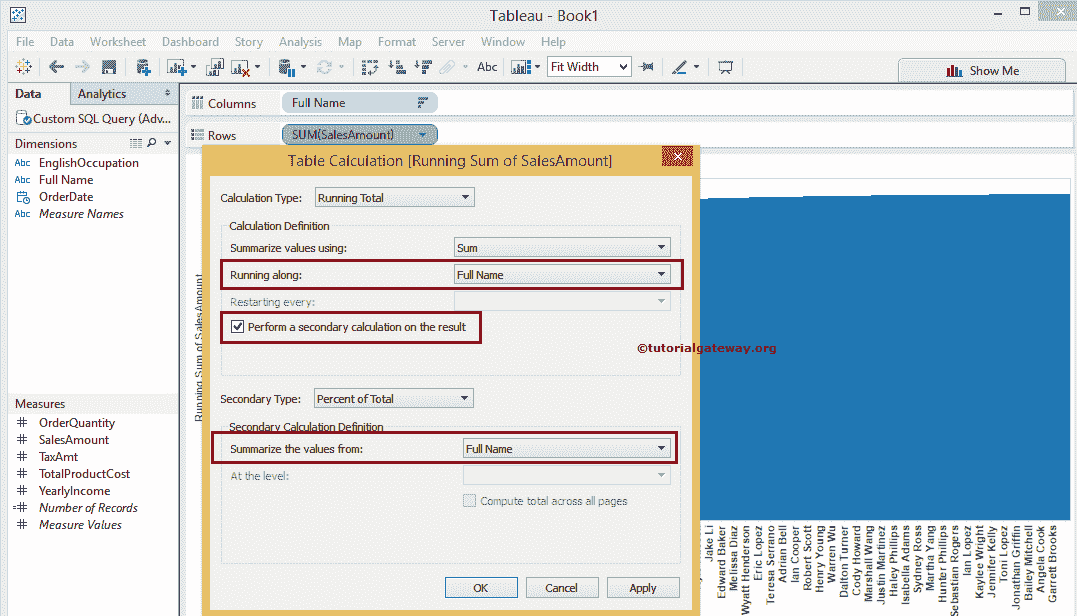 Tableau - Book1
File Data Worksheet Dashboard Story Analysis Map Format Server Window Help
Abc Fit Width Show Me
Data Analytics
Custom SQL Query (Adv...
Dimensions
Abc EnglishOccupation
Abc Full Name
OrderDate
Abc Measure Names
Measures
# OrderQuantity
# SalesAmount
# TaxAmt
# TotalProductCost
# YearlyIncome
=# Number of Records
# Measure Values
Columns Full Name
Rows SUM(SalesAmount)
Table Calculation [Running Sum of SalesAmount]
Calculation Type: Running Total
Calculation Definition
Summarize values using: Sum
Running along: Full Name
Restarting every:
Perform a secondary calculation on the result
Secondary Type: Percent of Total
Secondary Calculation Definition
Summarize the values from: Full Name
At the level:
Compute total across all pages
OK Cancel Apply
Running Sum of SalesAmount
©tutorialgateway.org
Jake Li
Edward Baker
Melissa Diaz
Wyatt Henderson
Eric Lopez
Teresa Serrano
Adrian Bell
Ian Cooper
Robert Scott
Henry Young
Warren Wu
Dalton Turner
Cody Howard
Marshall Wang
Justin Martinez
Haley Phillips
Isabella Adams
Sydney Ross
Martha Yang
Hunter Phillips
Sebastian Rogers
Ian Lopez
Kaylee Wright
Jennifer Kelly
Toni Lopez
Jonathan Griffin
Bailey Mitchell
Angela Cook
Garrett Brooks